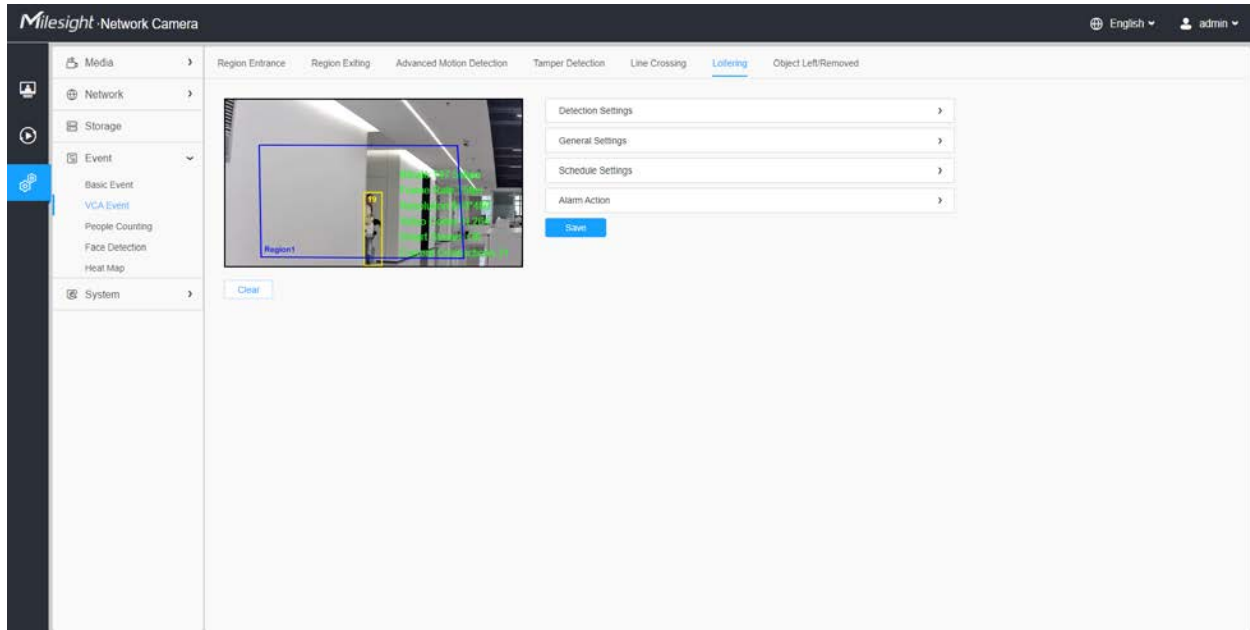 Milesight ·Network Camera
English
admin
Media
Network
Storage
Event
Basic Event
VCA Event
People Counting
Face Detection
Heat Map
System
Region Entrance Region Exiting Advanced Motion Detection Tamper Detection Line Crossing Loitering Object Left/Removed
19
Region1
Clear
Detection Settings
General Settings
Schedule Settings
Alarm Action
Save